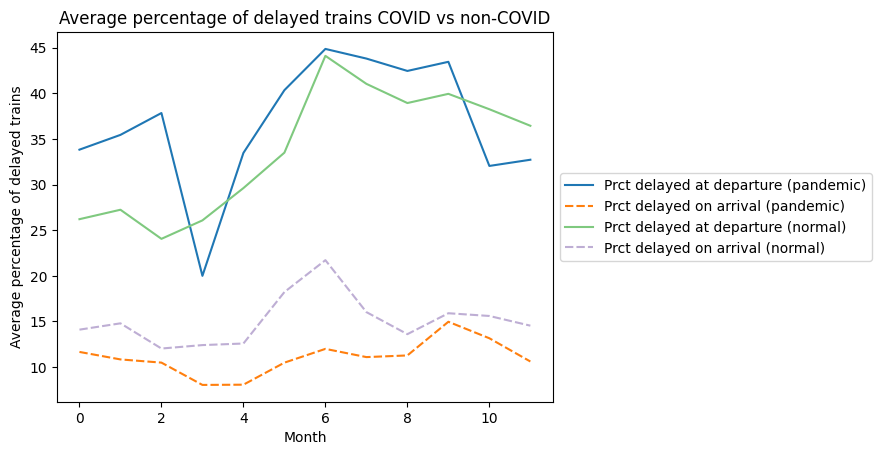 Average percentage of delayed trains COVID vs non-COVID
Average percentage of delayed trains
45
40
35
30
25
20
15
10
0 2 4 6 8 10
Month
Prct delayed at departure (pandemic)
Prct delayed on arrival (pandemic)
Prct delayed at departure (normal)
Prct delayed on arrival (normal)